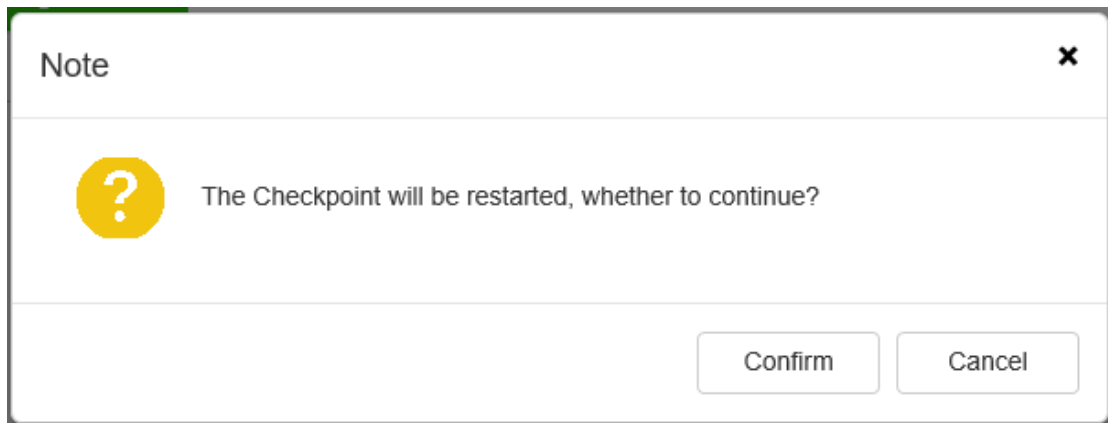 Note
The Checkpoint will be restarted, whether to continue?
Confirm
Cancel